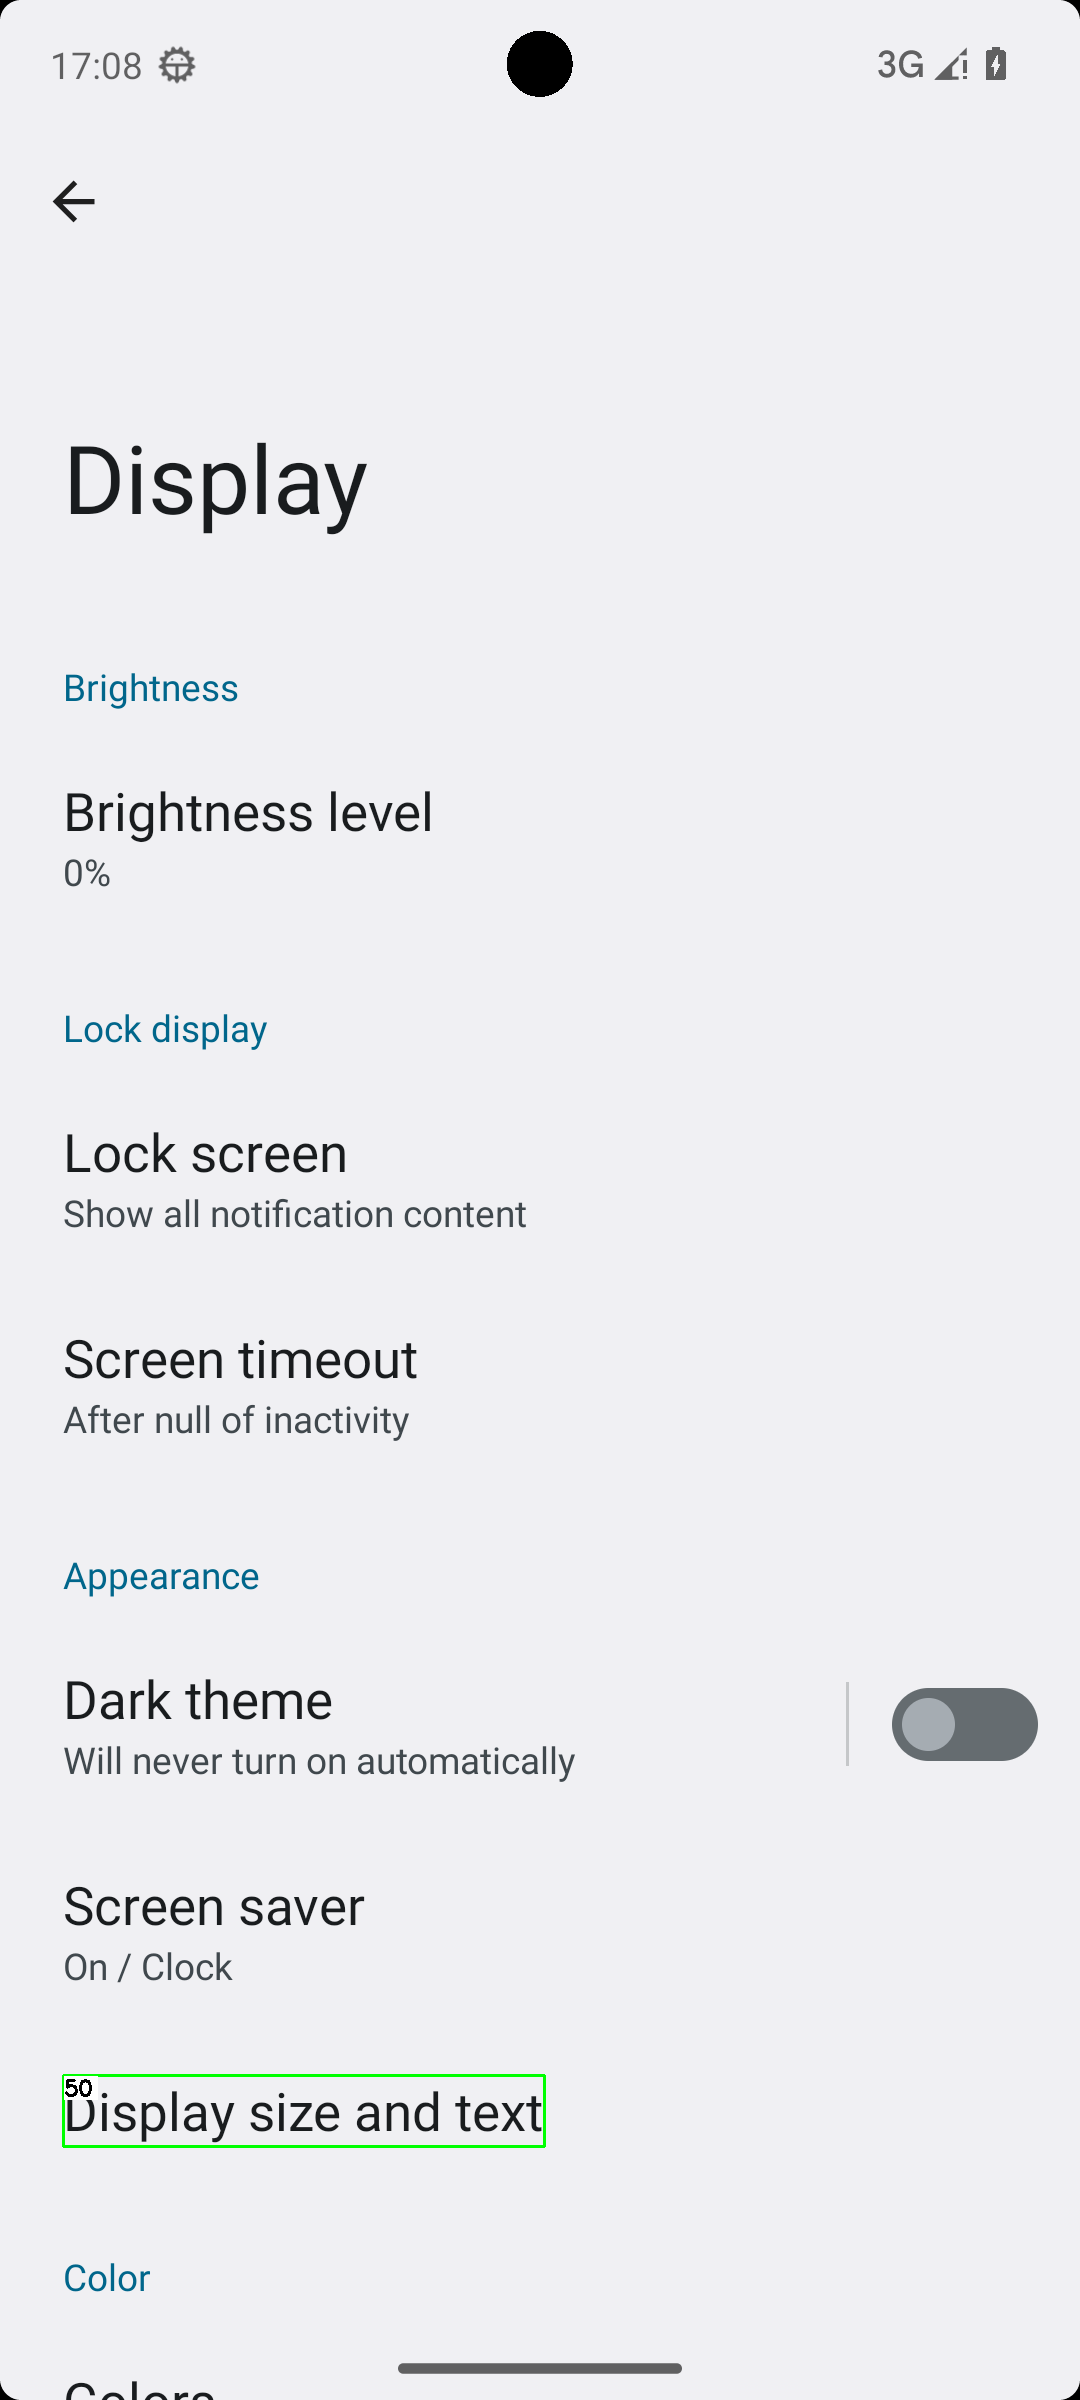 17:08
3G
Display
Brightness
Brightness level
0%
Lock display
Lock screen
Show all notification content
Screen timeout
After null of inactivity
Appearance
Dark theme
Will never turn on automatically
Screen saver
On / Clock
50
Display size and text
Color
Colors